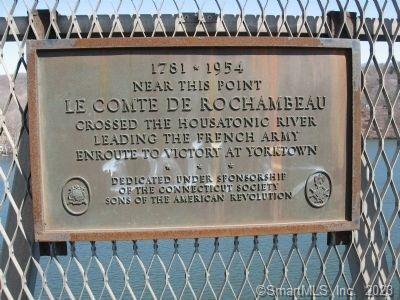 1781 * 1954
NEAR THIS POINT
LE COMTE DE ROCHAMBEAU
CROSSED THE HOUSATONIC RIVER
LEADING THE FRENCH ARMY
ENROUTE TO VICTORY AT YORKTOWN
* * *
DEDICATED UNDER SPONSORSHIP
OF THE CONNECTICUT SOCIETY
SONS OF THE AMERICAN REVOLUTION
©SmartMLS, Inc. 2023